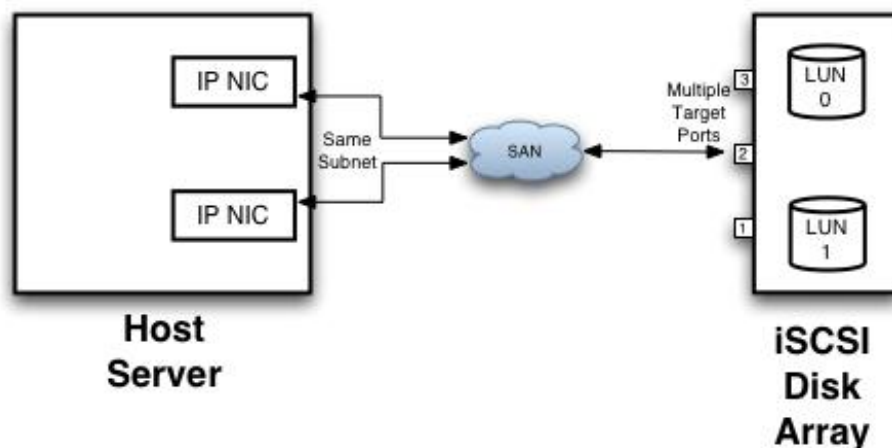 IP NIC
IP NIC
Same
Subnet
SAN
Multiple
Target
Ports
3
2
1
LUN
0
LUN
1
Host
Server
iSCSI
Disk
Array